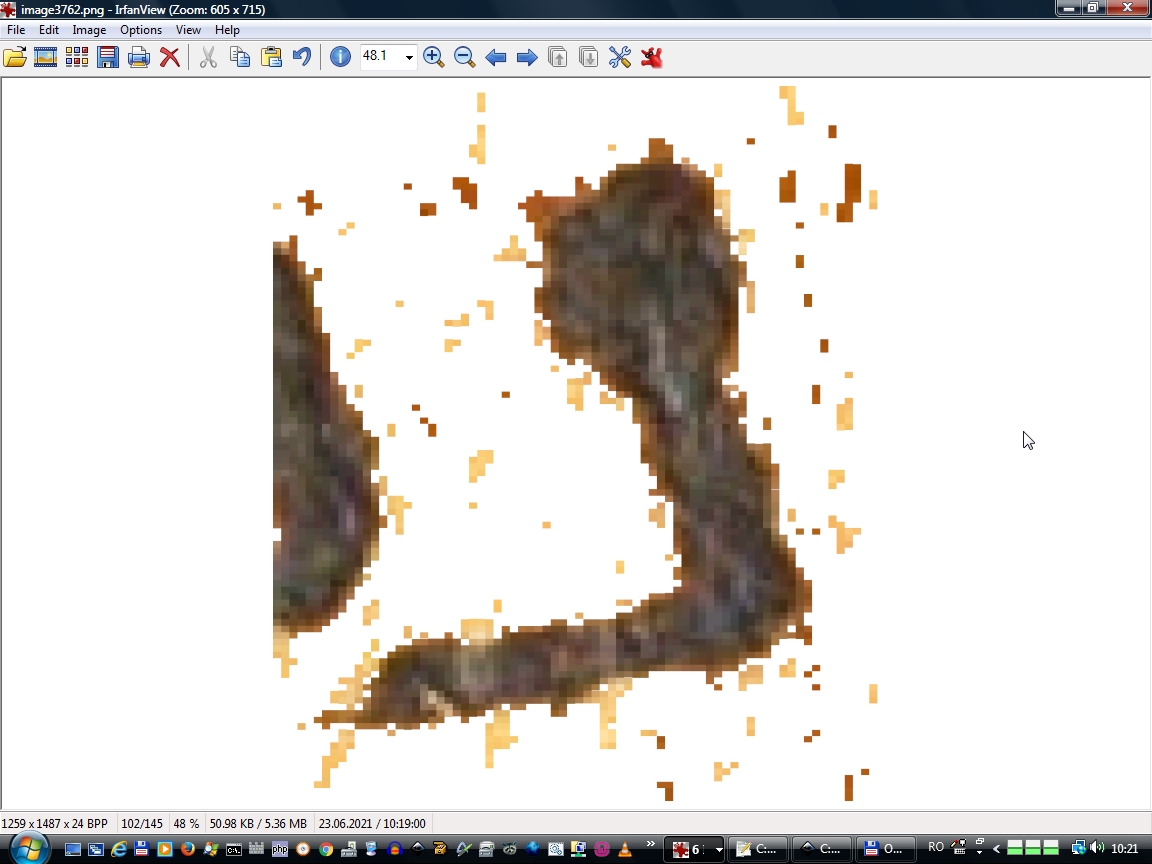 image3762.png - IrfanView (Zoom: 605 x 715)
File Edit Image Options View Help
48.1
1259 x 1487 x 24 BPP 102/145 48 % 50.98 KB / 5.36 MB 23.06.2021 / 10:19:00
php 6 C:... C:... O... RO 10:21